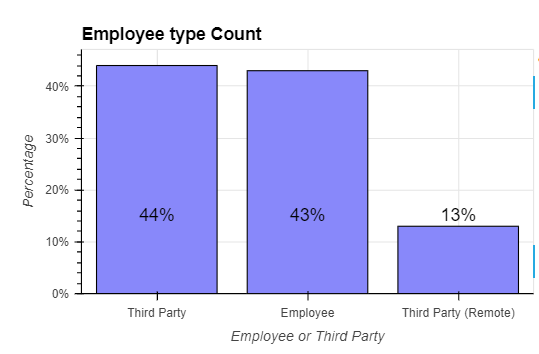 Employee type Count
Percentage
40%
30%
20%
10%
0%
44%
43%
13%
Third Party
Employee
Third Party (Remote)
Employee or Third Party